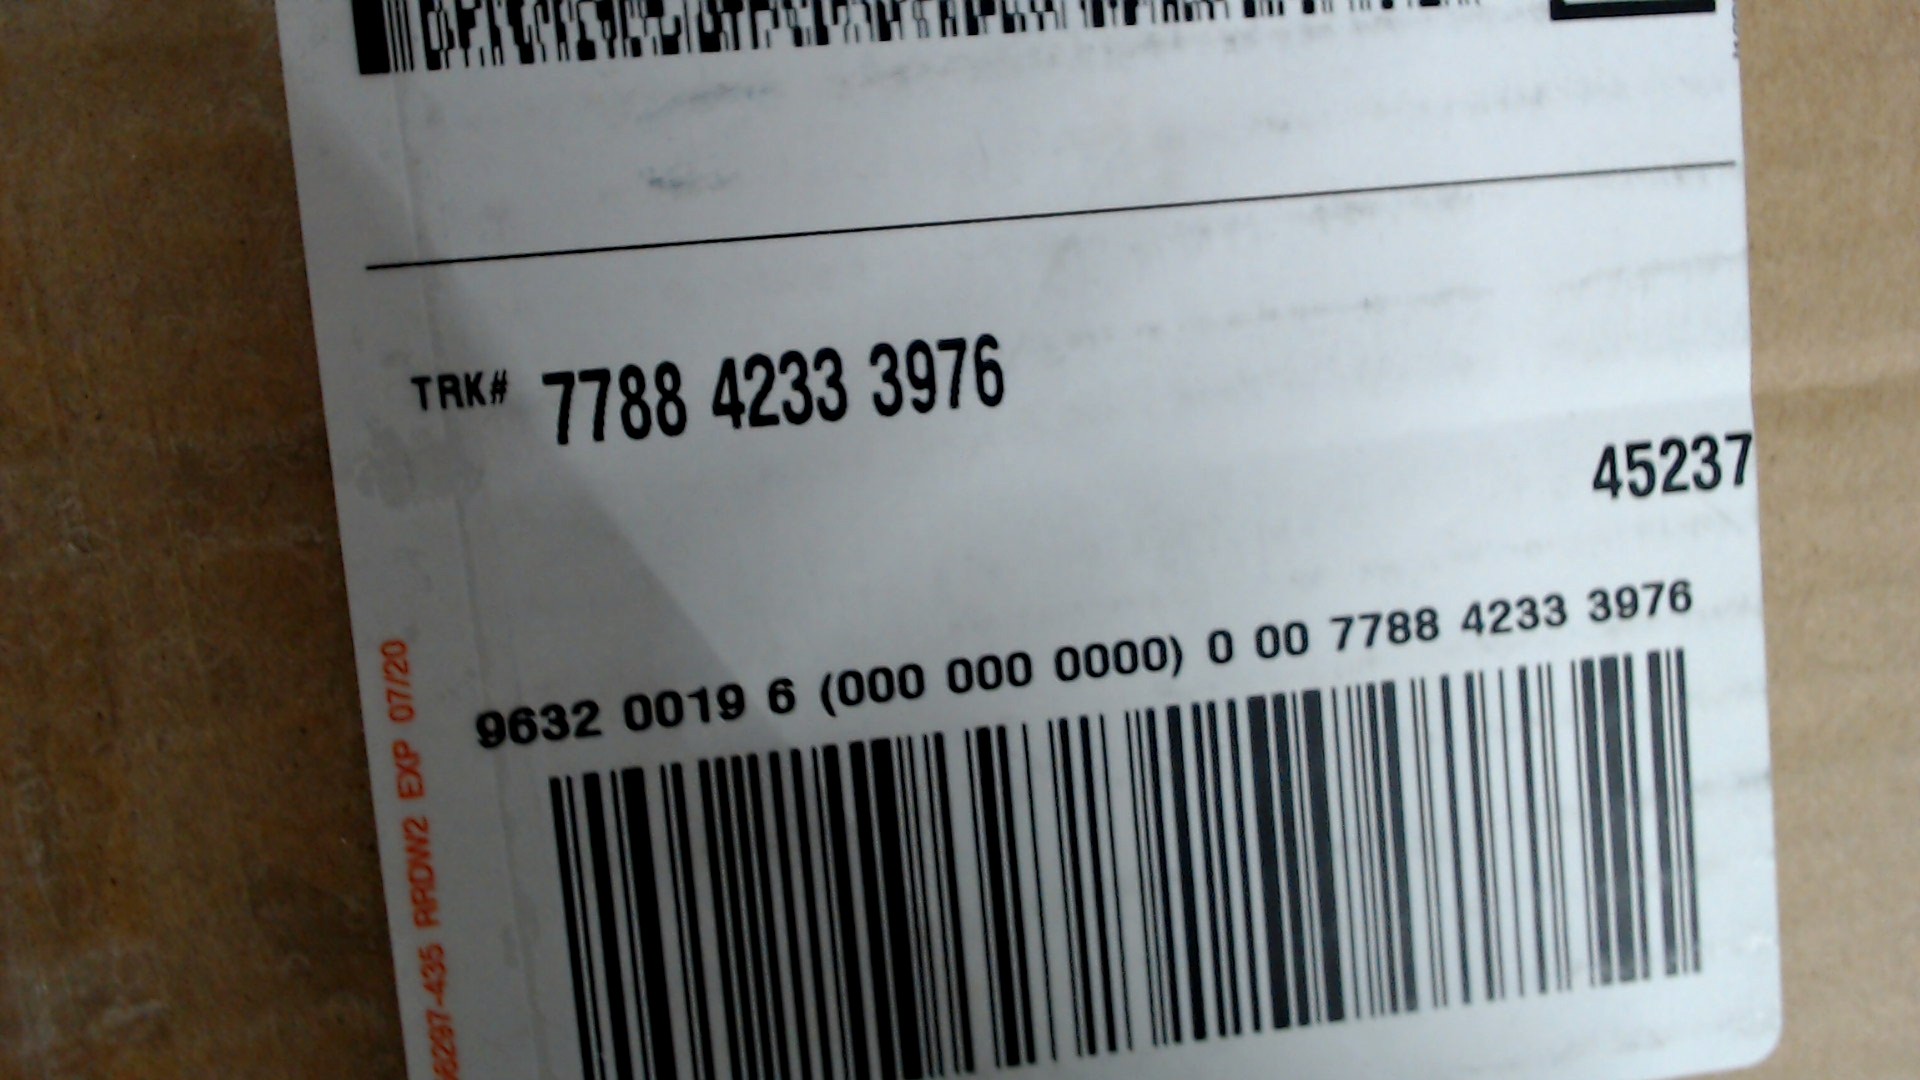 TRK# 7788 4233 3976
45237
9632 0019 6 (000 000 0000) 0 00 7788 4233 3976
RRDW2 EXP 07/20